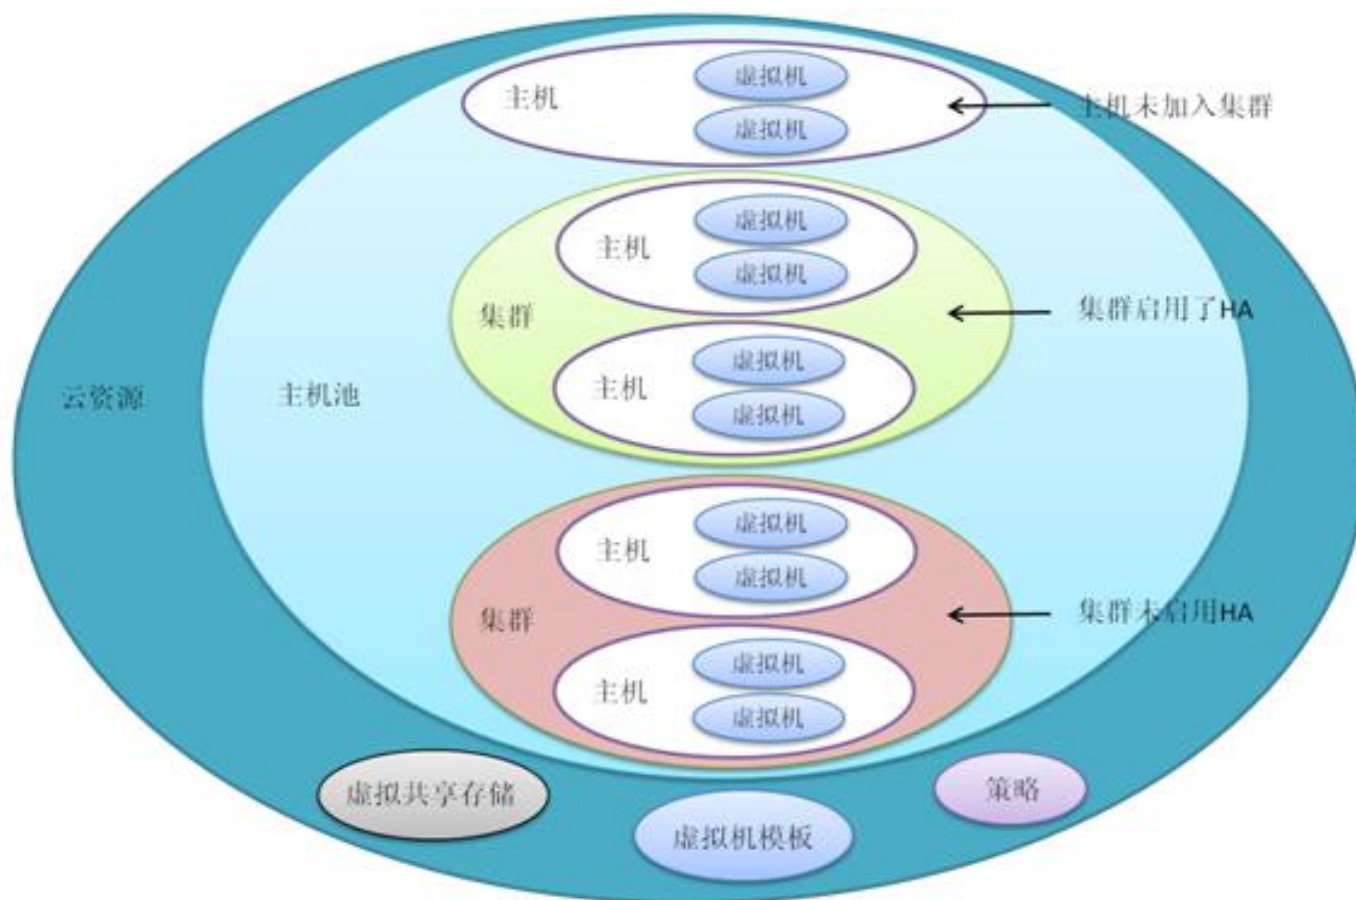 虚拟机
主机
主机未加入集群
虚拟机
虚拟机
主机
虚拟机
集群
集群启用了HA
虚拟机
主机
虚拟机
云资源
主机池
虚拟机
主机
虚拟机
集群
集群未启用HA
虚拟机
主机
虚拟机
虚拟共享存储
策略
虚拟机模板